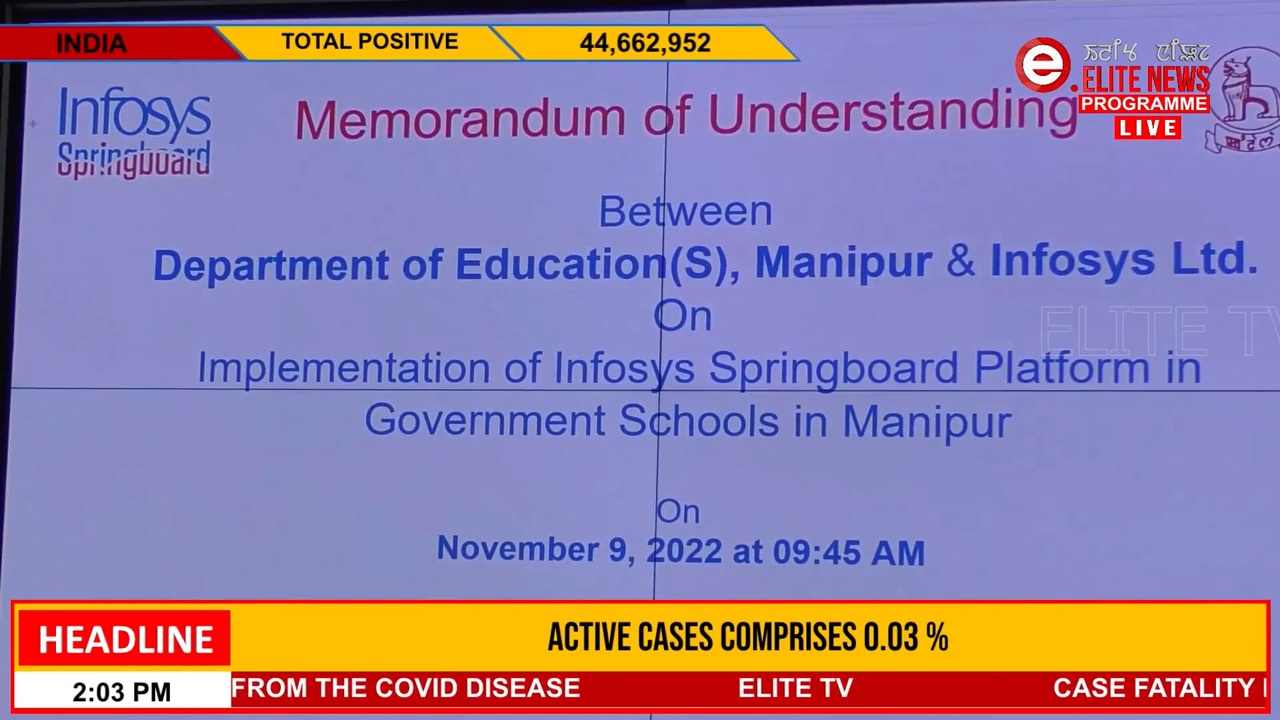 INDIA TOTAL POSITIVE 44,662,952
e. ELITE NEWS
PROGRAMME
LIVE
Infosys
Springboard
Memorandum of Understanding
Between
Department of Education(S), Manipur & Infosys Ltd.
On
ELITE TV
Implementation of Infosys Springboard Platform in
Government Schools in Manipur
On
November 9, 2022 at 09:45 AM
HEADLINE ACTIVE CASES COMPRISES 0.03 %
2:03 PM FROM THE COVID DISEASE ELITE TV CASE FATALITY